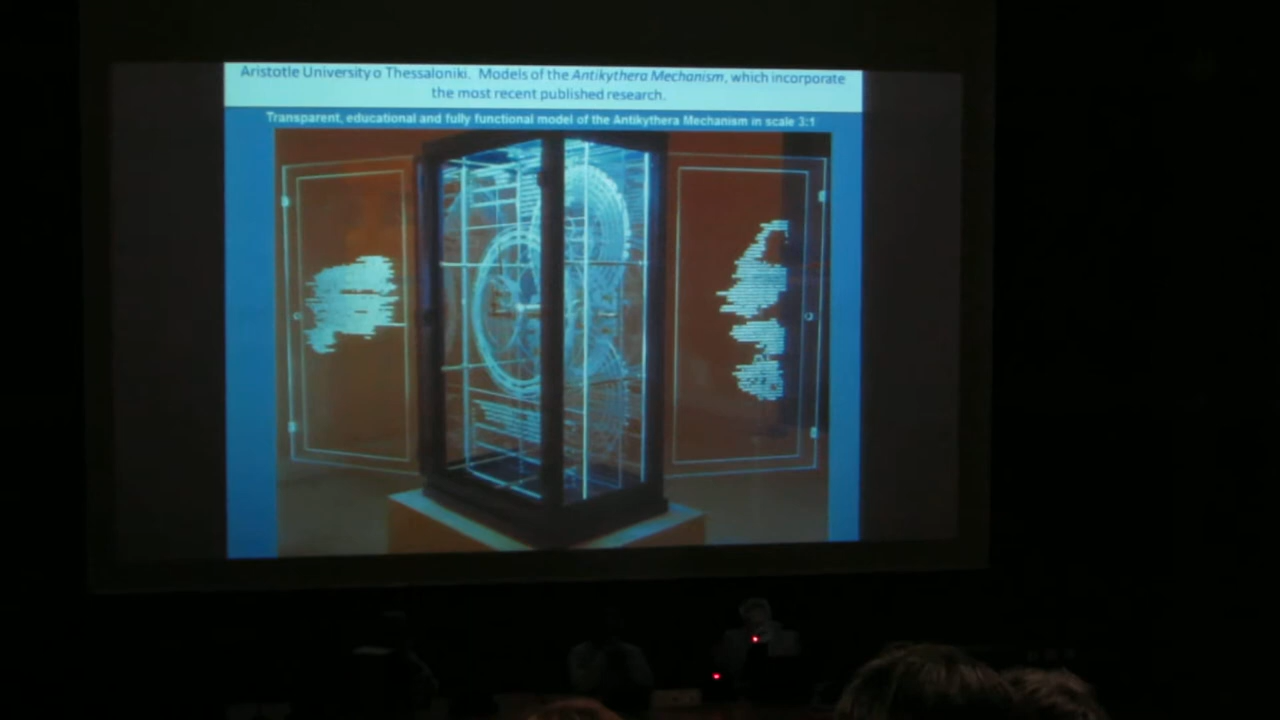 Aristotle University o Thessaloniki. Models of the Antikythera Mechanism, which incorporate
the most recent published research.
Transparent, educational and fully functional model of the Antikythera Mechanism in scale 3:1